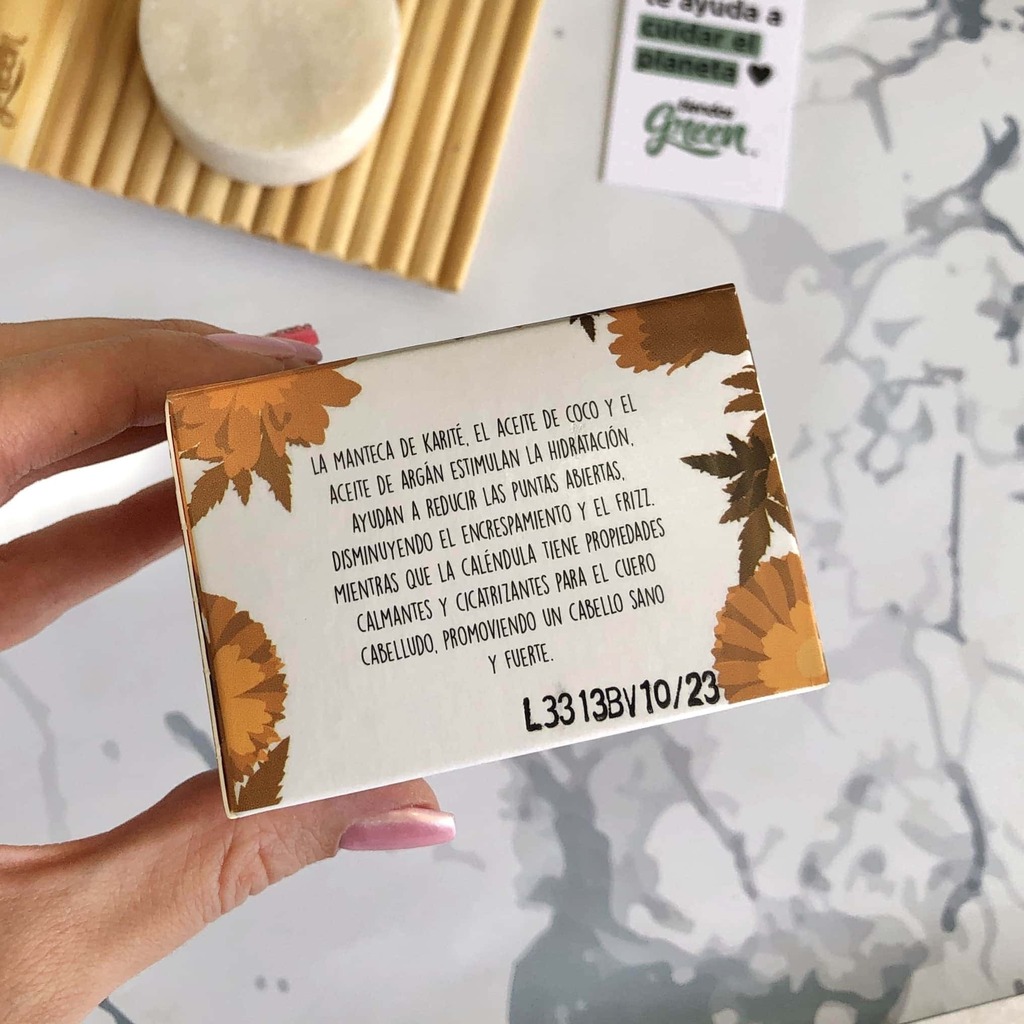 te ayuda a
cuidar el
planeta
tiendas
green
LA MANTECA DE KARITÉ, EL ACEITE DE COCO Y EL
ACEITE DE ARGÁN ESTIMULAN LA HIDRATACIÓN,
AYUDAN A REDUCIR LAS PUNTAS ABIERTAS,
DISMINUYENDO EL ENCRESPAMIENTO Y EL FRIZZ.
MIENTRAS QUE LA CALÉNDULA TIENE PROPIEDADES
CALMANTES Y CICATRIZANTES PARA EL CUERO
CABELLUDO, PROMOVIENDO UN CABELLO SANO
Y FUERTE.
L3313BV10/23